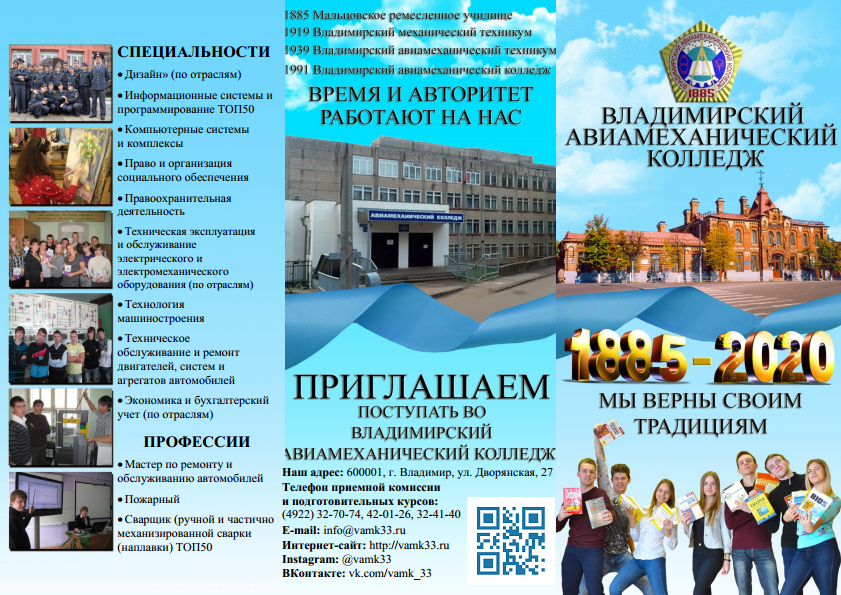 СПЕЦИАЛЬНОСТИ
• Дизайн» (по отраслям)
• Информационные системы и
программирование ТОП50
• Компьютерные системы
и комплексы
• Право и организация
социального обеспечения
• Правоохранительная
деятельность
• Техническая эксплуатация
и обслуживание
электрического и
электромеханического
оборудования (по отраслям)
• Технология
машиностроения
• Техническое
обслуживание и ремонт
двигателей, систем и
агрегатов автомобилей
• Экономика и бухгалтерский
учет (по отраслям)
ПРОФЕССИИ
• Мастер по ремонту и
обслуживанию автомобилей
• Пожарный
• Сварщик (ручной и частично
механизированной сварки
(наплавки) ТОП50
1885 Мальцовское ремесленное училище
1919 Владимирский механический техникум
1939 Владимирский авиамеханический техникум
1991 Владимирский авиамеханический колледж
ВРЕМЯ И АВТОРИТЕТ
РАБОТАЮТ НА НАС
АВИАМЕХАНИЧЕСКИЙ КОЛЛЕДЖ
ПРИГЛАШАЕМ
ПОСТУПАТЬ ВО
ВЛАДИМИРСКИЙ
АВИАМЕХАНИЧЕСКИЙ КОЛЛЕДЖ
Наш адрес: 600001, г. Владимир, ул. Дворянская, 27
Телефон приемной комиссии
и подготовительных курсов:
(4922) 32-70-74, 42-01-26, 32-41-40
E-mail: info@vamk33.ru
Интернет-сайт: http://vamk33.ru
Instagram: @vamk33
ВКонтакте: vk.com/vamk_33
ВЛАДИМИРСКИЙ АВИАМЕХАНИЧЕСКИЙ КОЛЛЕДЖ
1885
ВЛАДИМИРСКИЙ
АВИАМЕХАНИЧЕСКИЙ
КОЛЛЕДЖ
1885-2020
МЫ ВЕРНЫ СВОИМ
ТРАДИЦИЯМ